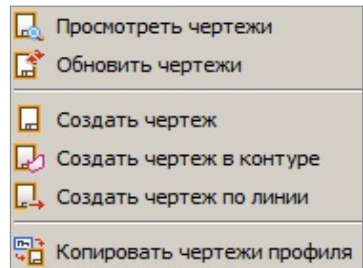 Просмотреть чертежи
Обновить чертежи
Создать чертеж
Создать чертеж в контуре
Создать чертеж по линии
Копировать чертежи профиля